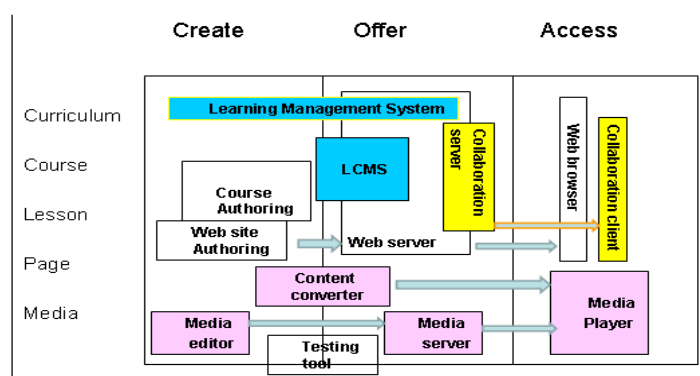 Create
Offer
Access
Curriculum
Course
Lesson
Page
Media
Learning Management System
LCMS
Collaboration
server
Web browser
Collaboration client
Course
Authoring
Web site
Authoring
Web server
Content
converter
Media
editor
Media
server
Media
Player
Testing
tool